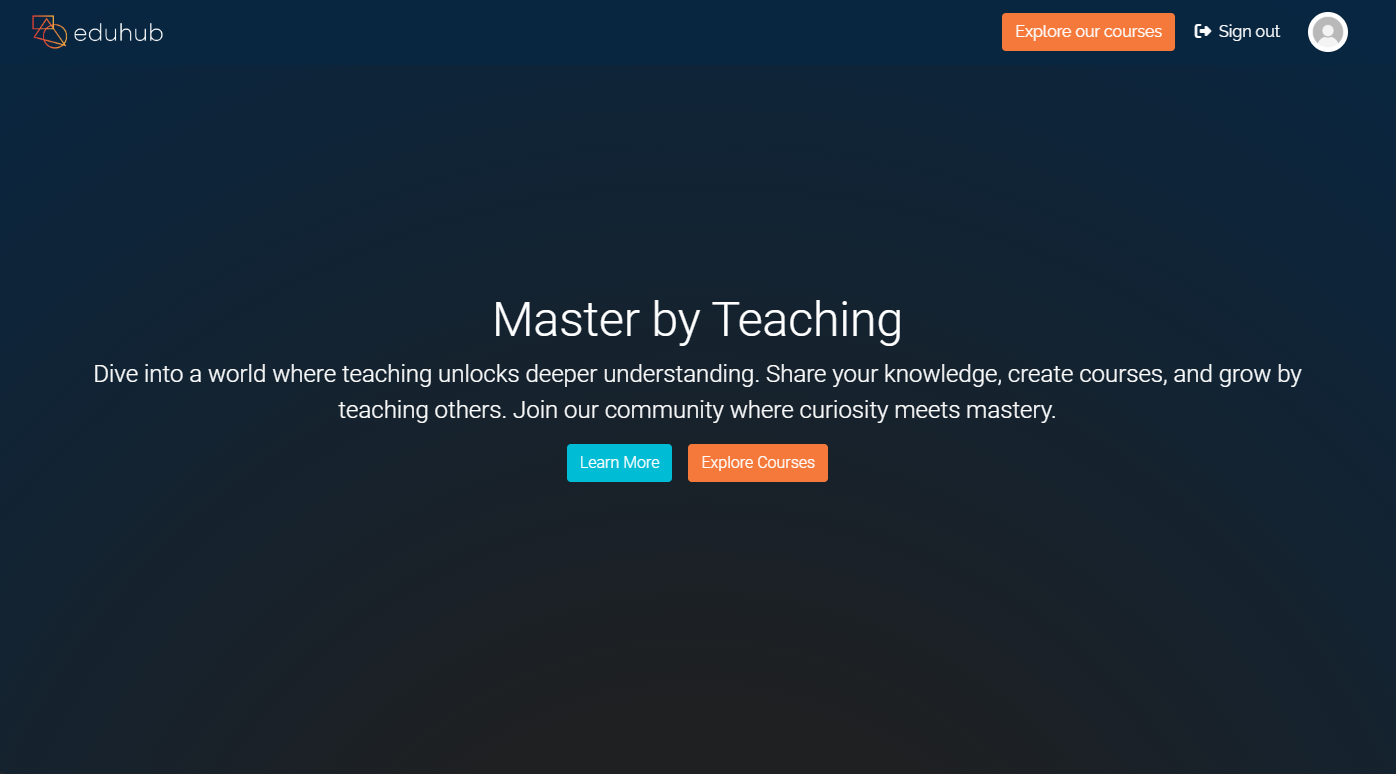 eduhub
Explore our courses
Sign out
Master by Teaching
Dive into a world where teaching unlocks deeper understanding. Share your knowledge, create courses, and grow by
teaching others. Join our community where curiosity meets mastery.
Learn More
Explore Courses